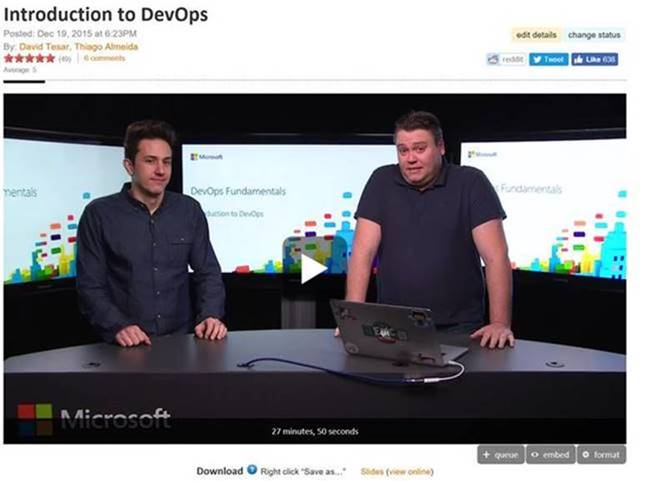 Introduction to DevOps
Posted: Dec 19, 2015 at 6:23PM
By: David Tesar, Thiago Almeida
(49) 6 comments
Average: 5
edit details change status
reddit Tweet Like 638
Microsoft
Microsoft
mentals
DevOps Fundamentals
Fundamentals
duction to DevOps
Microsoft
27 minutes, 50 seconds
+ queue <> embed format
Download Right click "Save as..." Slides (view online)